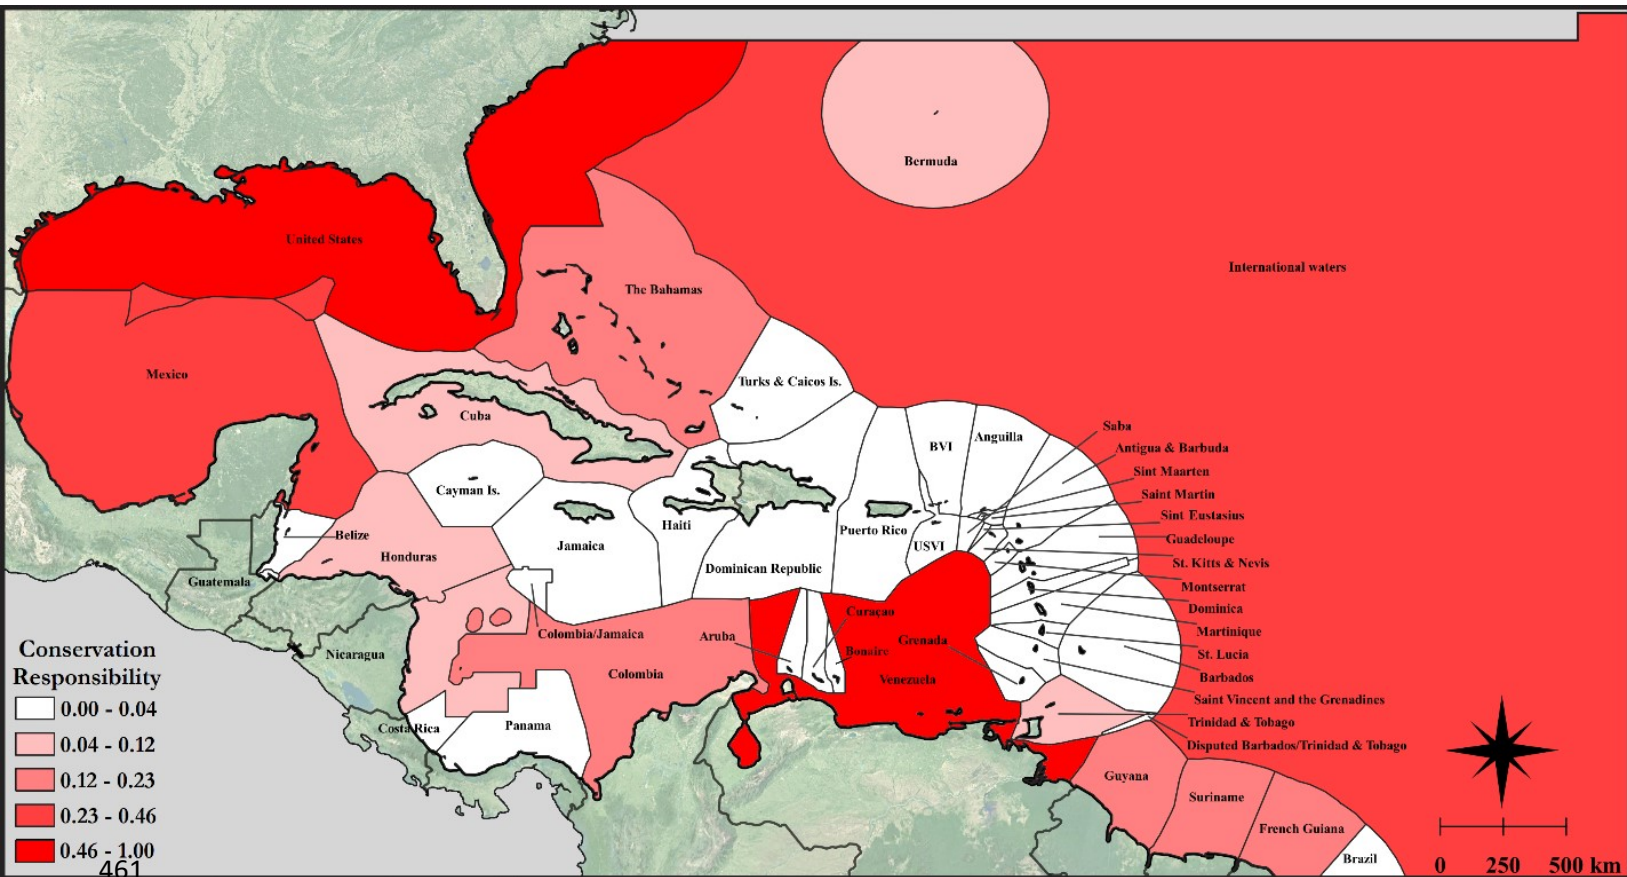 Bermuda
United States
International waters
The Bahamas
Mexico
Turks & Caicos Is.
Cuba
BVI
Anguilla
Saba
Antigua & Barbuda
Sint Maarten
Cayman Is.
Saint Martin
Haiti
Sint Eustasius
Puerto Rico
Belize
Jamaica
USVI
Guadeloupe
Honduras
St. Kitts & Nevis
Dominican Republic
Guatemala
Montserrat
Dominica
Curaçao
Colombia/Jamaica
Aruba
Grenada
Martinique
Bonaire
Nicaragua
St. Lucia
Colombia
Venezuela
Barbados
Saint Vincent and the Grenadines
Costa Rica
Panama
Trinidad & Tobago
Disputed Barbados/Trinidad & Tobago
Guyana
Suriname
French Guiana
Brazil
Conservation
Responsibility
0.00 - 0.04
0.04 - 0.12
0.12 - 0.23
0.23 - 0.46
0.46 - 1.00
461
0 250 500 km